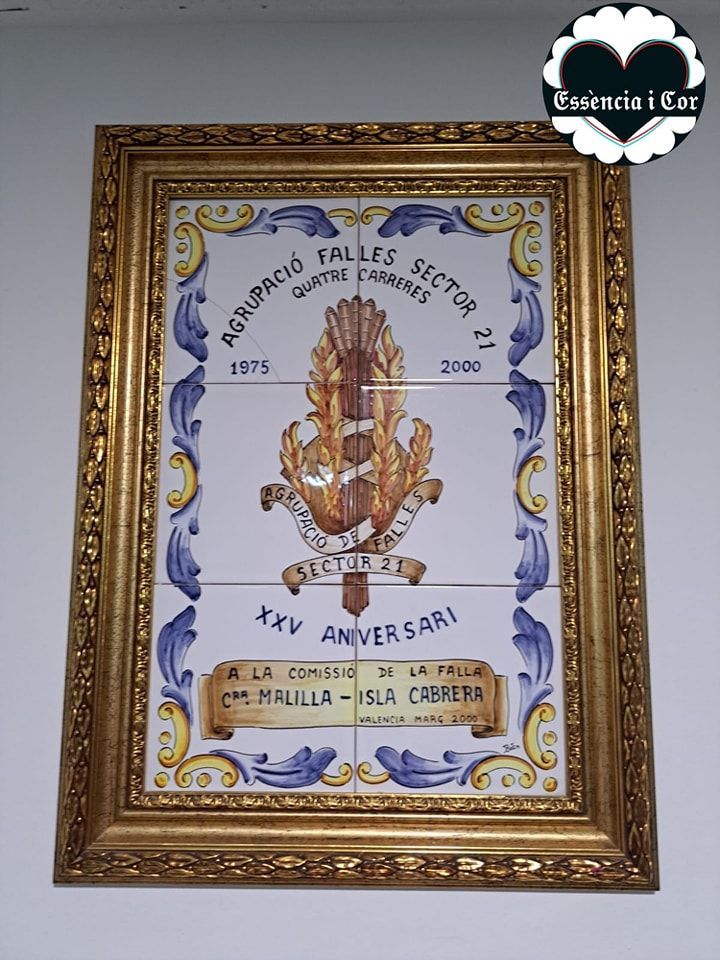 Essència i Cor
AGRUPACIÓ FALLES SECTOR 21
QUATRE CARRERES
1975 2000
AGRUPACIÓ DE FALLES
SECTOR 21
XXV ANIVERSARI
A LA COMISSIO DE LA FALLA
Cʳᴬ. MALILLA – ISLA CABRERA
VALENCIA MARÇ 2000